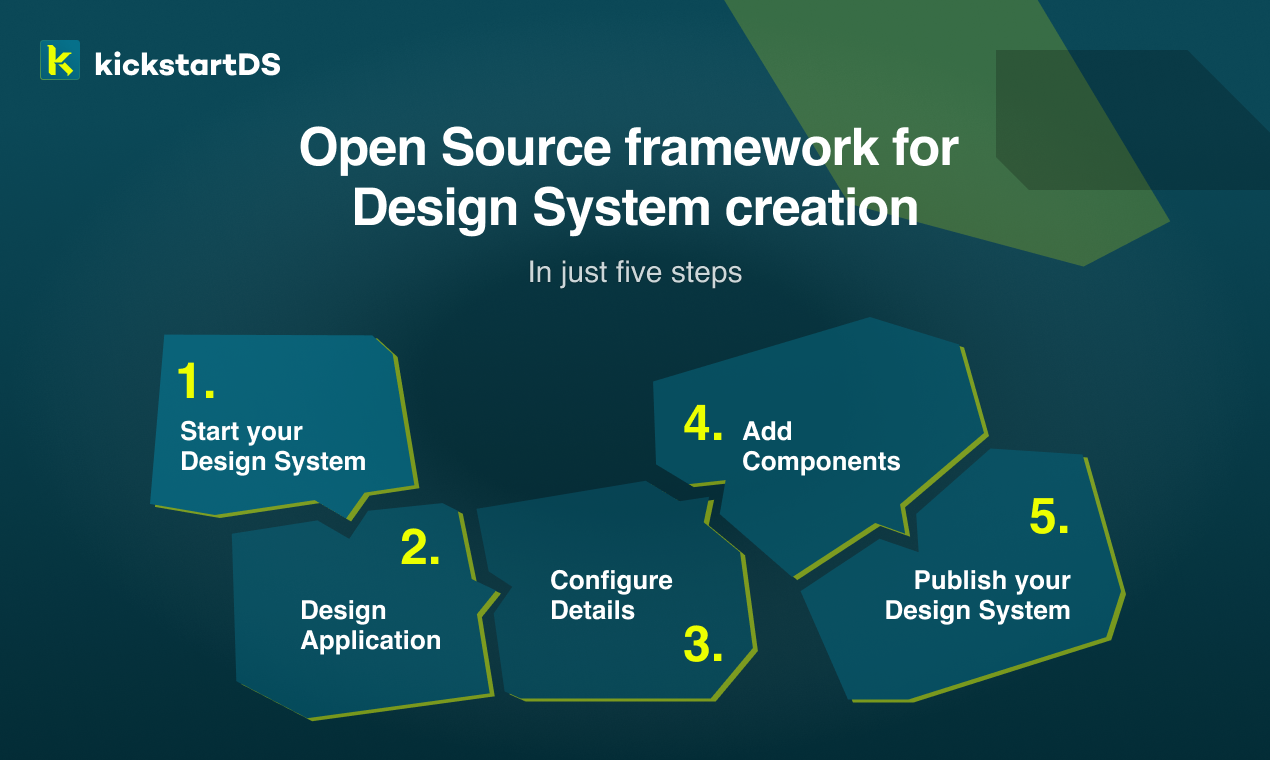 kickstartDS
Open Source framework for
Design System creation
In just five steps
1.
Start your
Design System
2.
Design
Application
Configure
Details
3.
4.
Add
Components
5.
Publish your
Design System